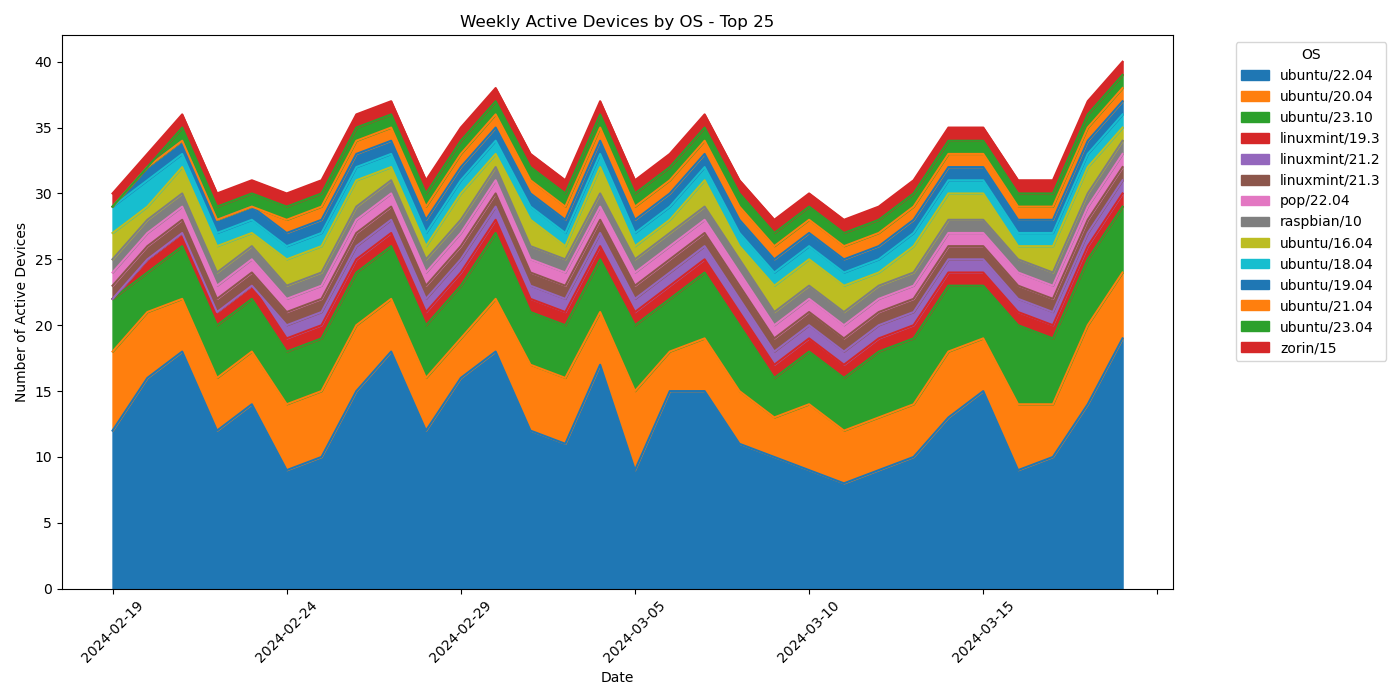 Weekly Active Devices by OS - Top 25
Number of Active Devices
40
35
30
25
20
15
10
5
0
2024-02-19
2024-02-24
2024-02-29
2024-03-05
2024-03-10
2024-03-15
Date
OS
ubuntu/22.04
ubuntu/20.04
ubuntu/23.10
linuxmint/19.3
linuxmint/21.2
linuxmint/21.3
pop/22.04
raspbian/10
ubuntu/16.04
ubuntu/18.04
ubuntu/19.04
ubuntu/21.04
ubuntu/23.04
zorin/15